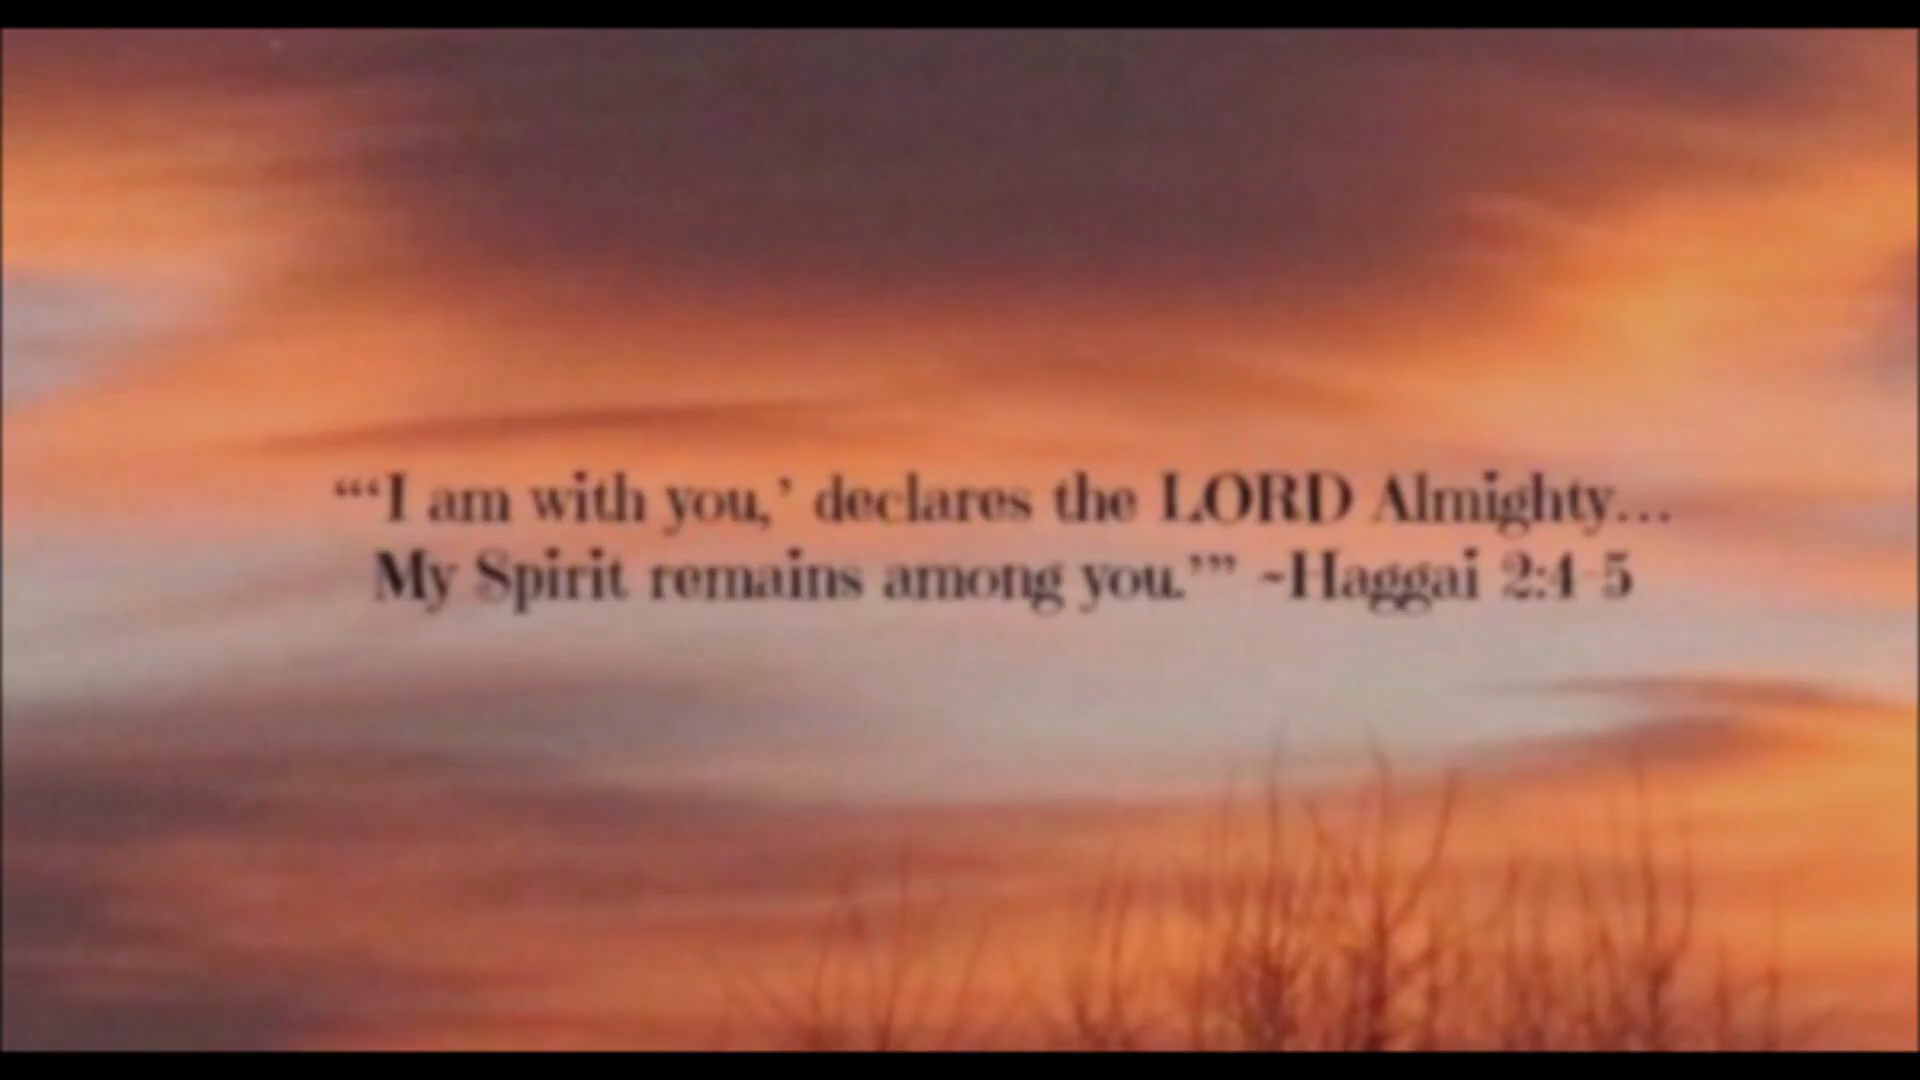 “‘I am with you,’ declares the LORD Almighty...
My Spirit remains among you.’” ~Haggai 2:4-5